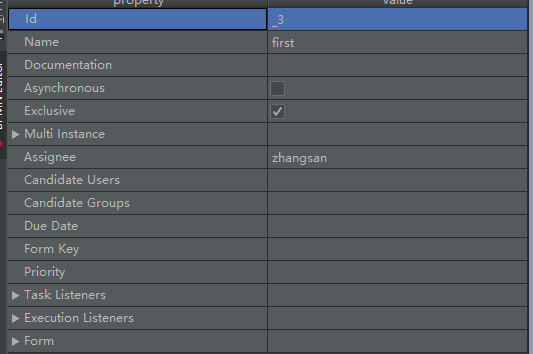 property value
Id _3
Name first
Documentation
Asynchronous
Exclusive
Multi Instance
Assignee zhangsan
Candidate Users
Candidate Groups
Due Date
Form Key
Priority
Task Listeners
Execution Listeners
Form